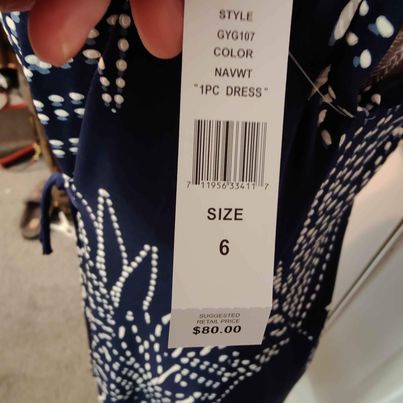 STYLE
GYG107
COLOR
NAVWT
"1PC DRESS"
7 11956 33411 7
SIZE
6
SUGGESTED
RETAIL PRICE
$80.00